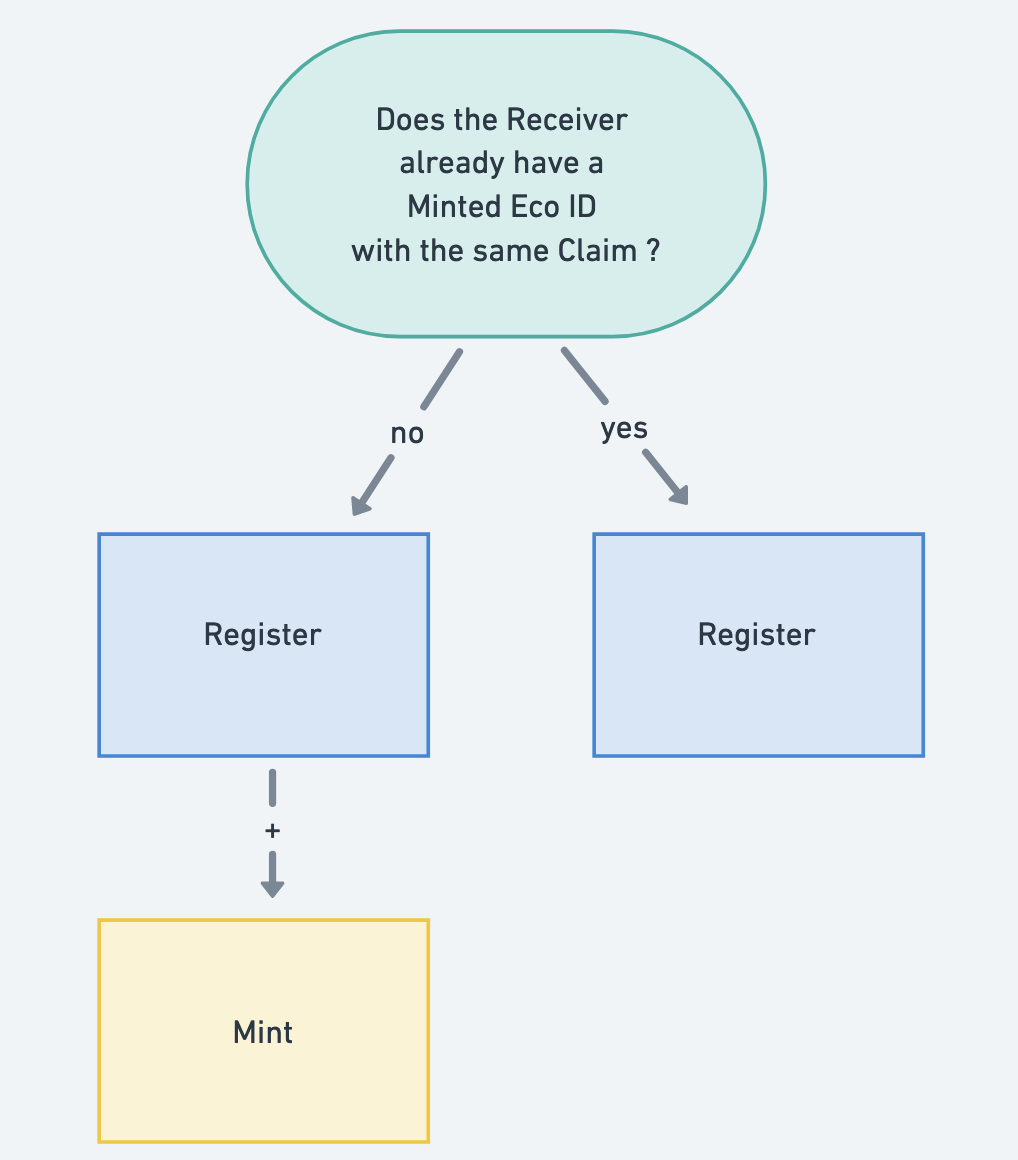 Does the Receiver
already have a
Minted Eco ID
with the same Claim ?
no
yes
Register
Register
+
Mint